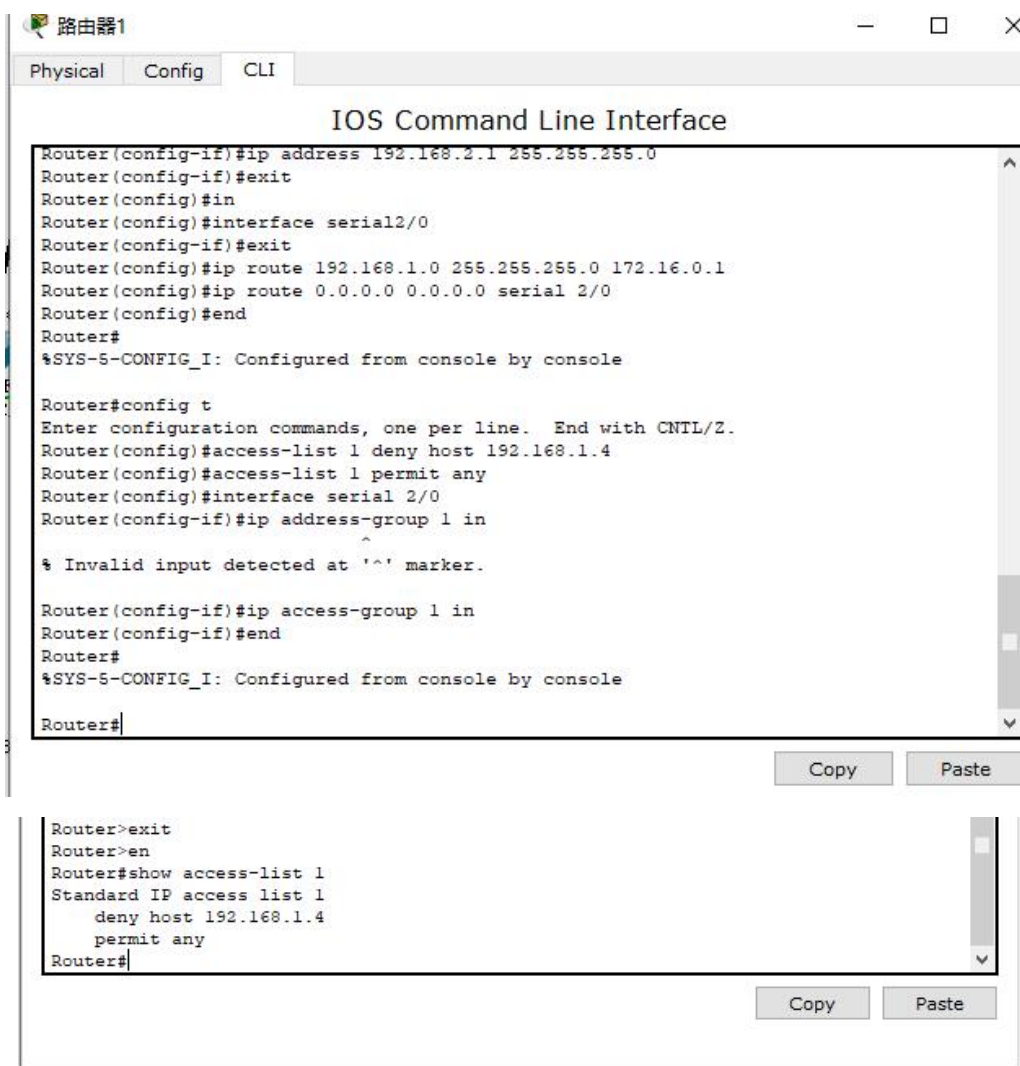 路由器1
Physical Config CLI
IOS Command Line Interface
Router(config-if)#ip address 192.168.2.1 255.255.255.0
Router(config-if)#exit
Router(config)#in
Router(config)#interface serial2/0
Router(config-if)#exit
Router(config)#ip route 192.168.1.0 255.255.255.0 172.16.0.1
Router(config)#ip route 0.0.0.0 0.0.0.0 serial 2/0
Router(config)#end
Router#
%SYS-5-CONFIG_I: Configured from console by console
Router#config t
Enter configuration commands, one per line.  End with CNTL/Z.
Router(config)#access-list 1 deny host 192.168.1.4
Router(config)#access-list 1 permit any
Router(config)#interface serial 2/0
Router(config-if)#ip address-group 1 in
^
% Invalid input detected at '^' marker.
Router(config-if)#ip access-group 1 in
Router(config-if)#end
Router#
%SYS-5-CONFIG_I: Configured from console by console
Router#
Copy Paste
Router>exit
Router>en
Router#show access-list 1
Standard IP access list 1
deny host 192.168.1.4
permit any
Router#
Copy Paste